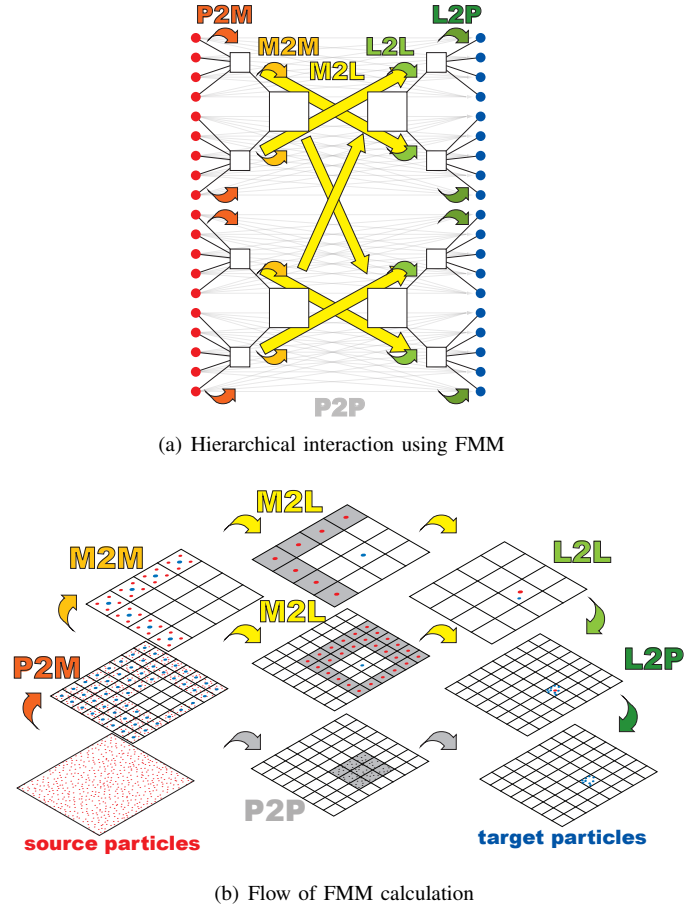 P2M
L2P
M2M
L2L
M2L
P2P
(a) Hierarchical interaction using FMM
M2L
M2M
L2L
M2L
P2M
L2P
P2P
source particles
target particles
(b) Flow of FMM calculation